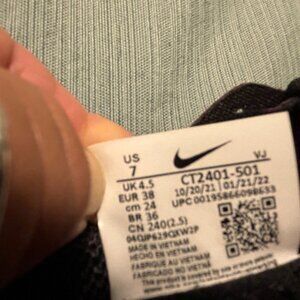 US
7
UK 4.5
EUR 38
cm 24
BR 36
CN 240(2.5)
VJ
CT2401-501
10/20/21 01/21/22
UPC
MADE IN VIETNAM
HECHO EN VIETNAM
FABRIQUE AU VIETNAM
FABRICADO NO VIETNAM